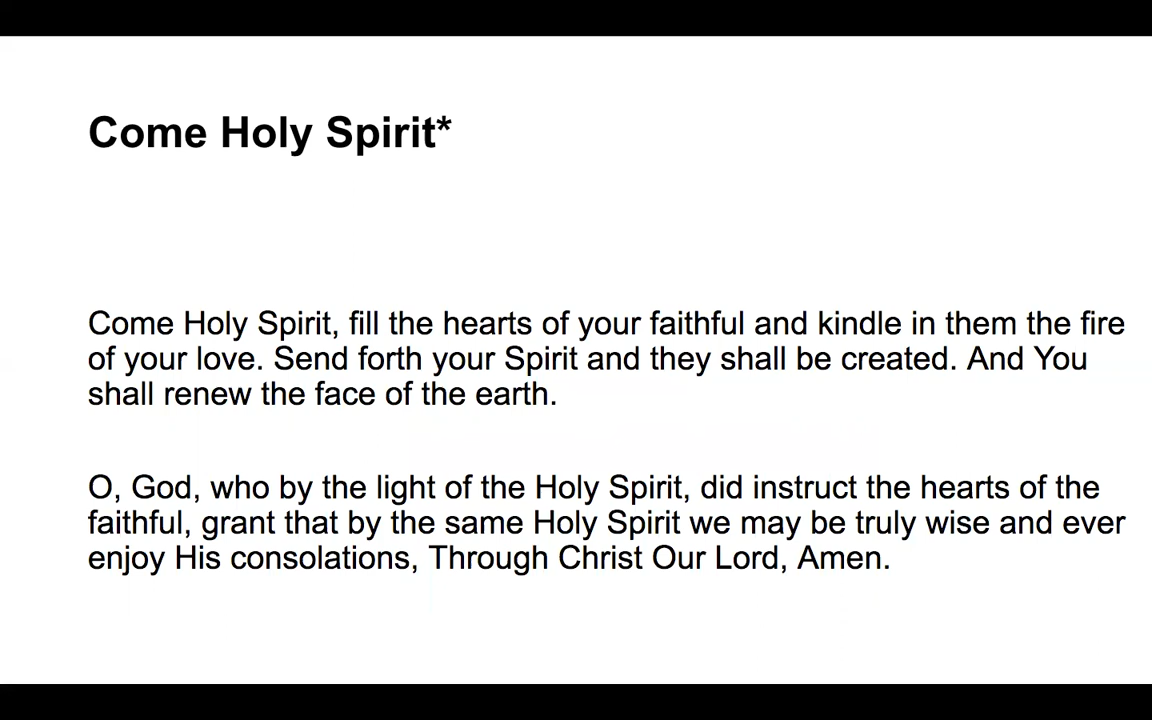 Come Holy Spirit*
Come Holy Spirit, fill the hearts of your faithful and kindle in them the fire
of your love. Send forth your Spirit and they shall be created. And You
shall renew the face of the earth.
O, God, who by the light of the Holy Spirit, did instruct the hearts of the
faithful, grant that by the same Holy Spirit we may be truly wise and ever
enjoy His consolations, Through Christ Our Lord, Amen.